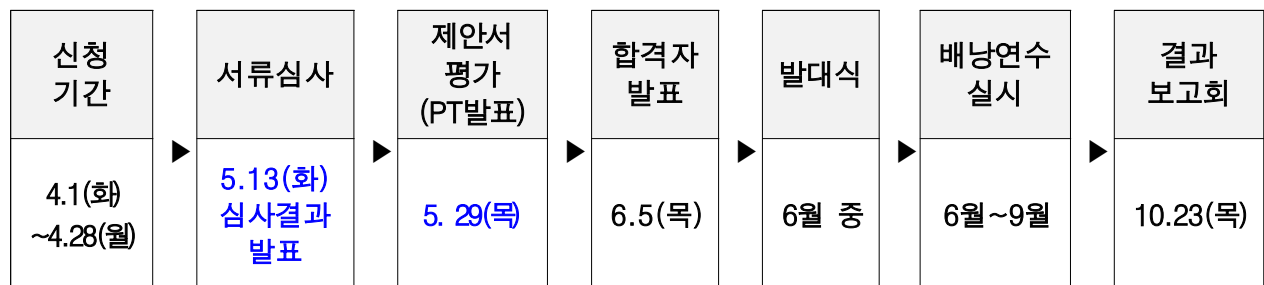 신청
기간
서류심사
제안서
평가
(PT발표)
합격자
발표
발대식
배낭연수
실시
결과
보고회
4.1(화)
~4.28(월)
5.13(화)
심사결과
발표
5. 29(목)
6.5(목)
6월 중
6월~9월
10.23(목)